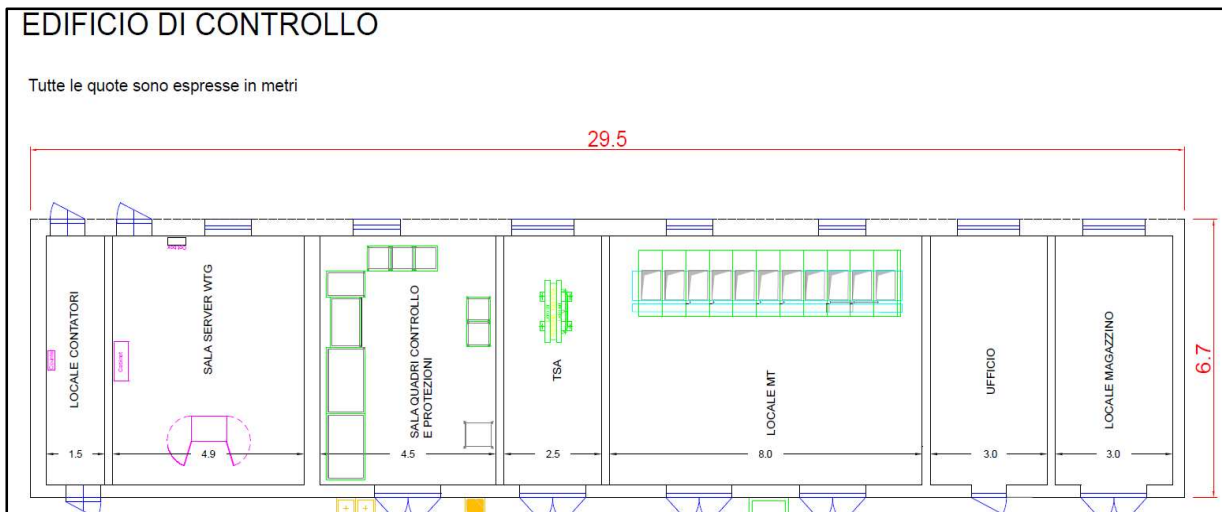 EDIFICIO DI CONTROLLO
Tutte le quote sono espresse in metri
29.5
6.7
LOCALE CONTATORI
SALA SERVER WTG
SALA QUADRI CONTROLLO
E PROTEZIONI
TSA
LOCALE MT
UFFICIO
LOCALE MAGAZZINO
1.5
4.9
4.5
2.5
8.0
3.0
3.0